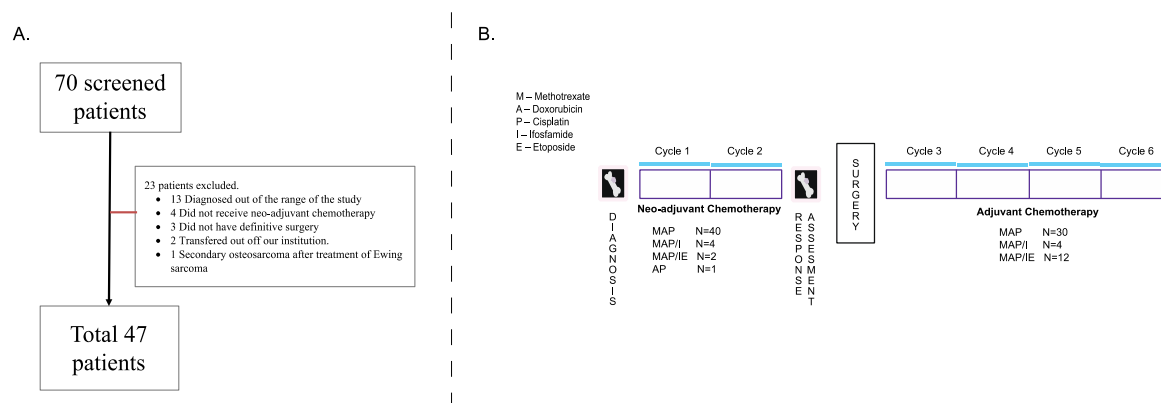 A.
70 screened
patients
23 patients excluded.
• 13 Diagnosed out of the range of the study
• 4 Did not receive neo-adjuvant chemotherapy
• 3 Did not have definitive surgery
• 2 Transfered out off our institution.
• 1 Secondary osteosarcoma after treatment of Ewing
sarcoma
Total 47
patients
B.
M – Methotrexate
A – Doxorubicin
P – Cisplatin
I – Ifosfamide
E – Etoposide
DIAGNOSIS
Cycle 1
Cycle 2
Neo-adjuvant Chemotherapy
MAP N=40
MAP/I N=4
MAP/IE N=2
AP N=1
RESPONSE
ASSESMENT
SURGERY
Cycle 3
Cycle 4
Cycle 5
Cycle 6
Adjuvant Chemotherapy
MAP N=30
MAP/I N=4
MAP/IE N=12